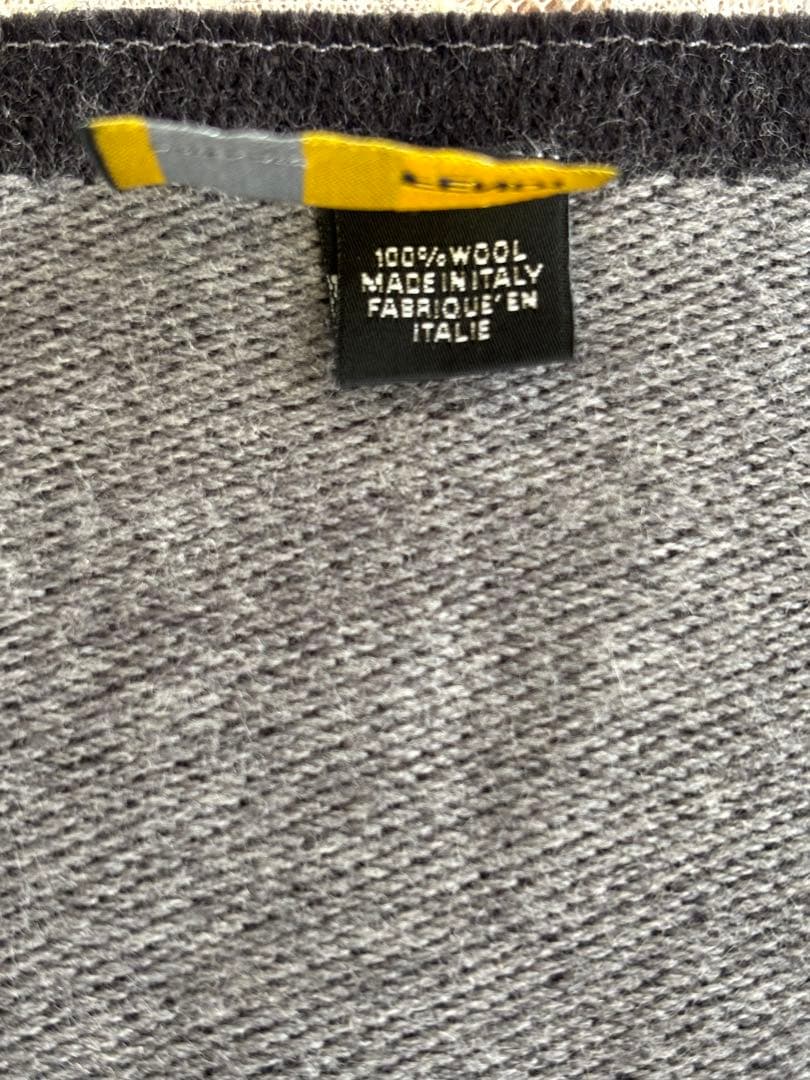 100% WOOL
MADE IN ITALY
FABRIQUE' EN
ITALIE